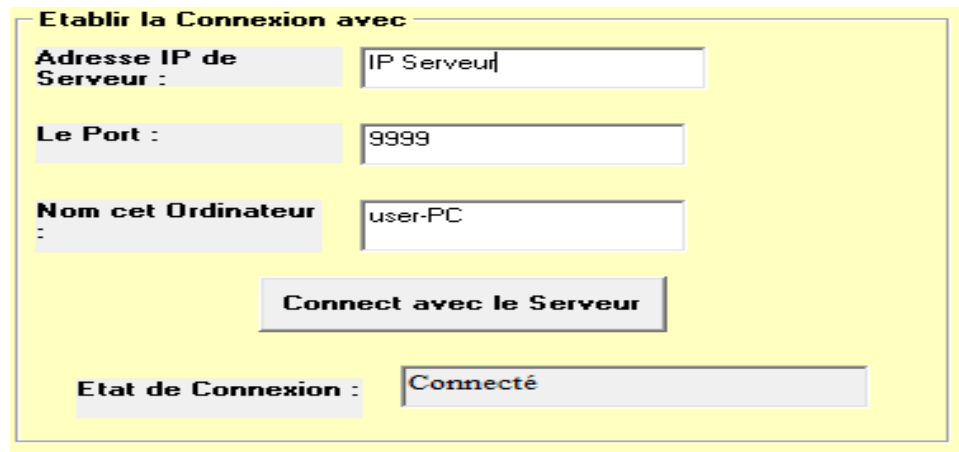 Etablir la Connexion avec
Adresse IP de
Serveur :
IP Serveur
Le Port :
9999
Nom cet Ordinateur
:
user-PC
Connect avec le Serveur
Etat de Connexion :
Connecté